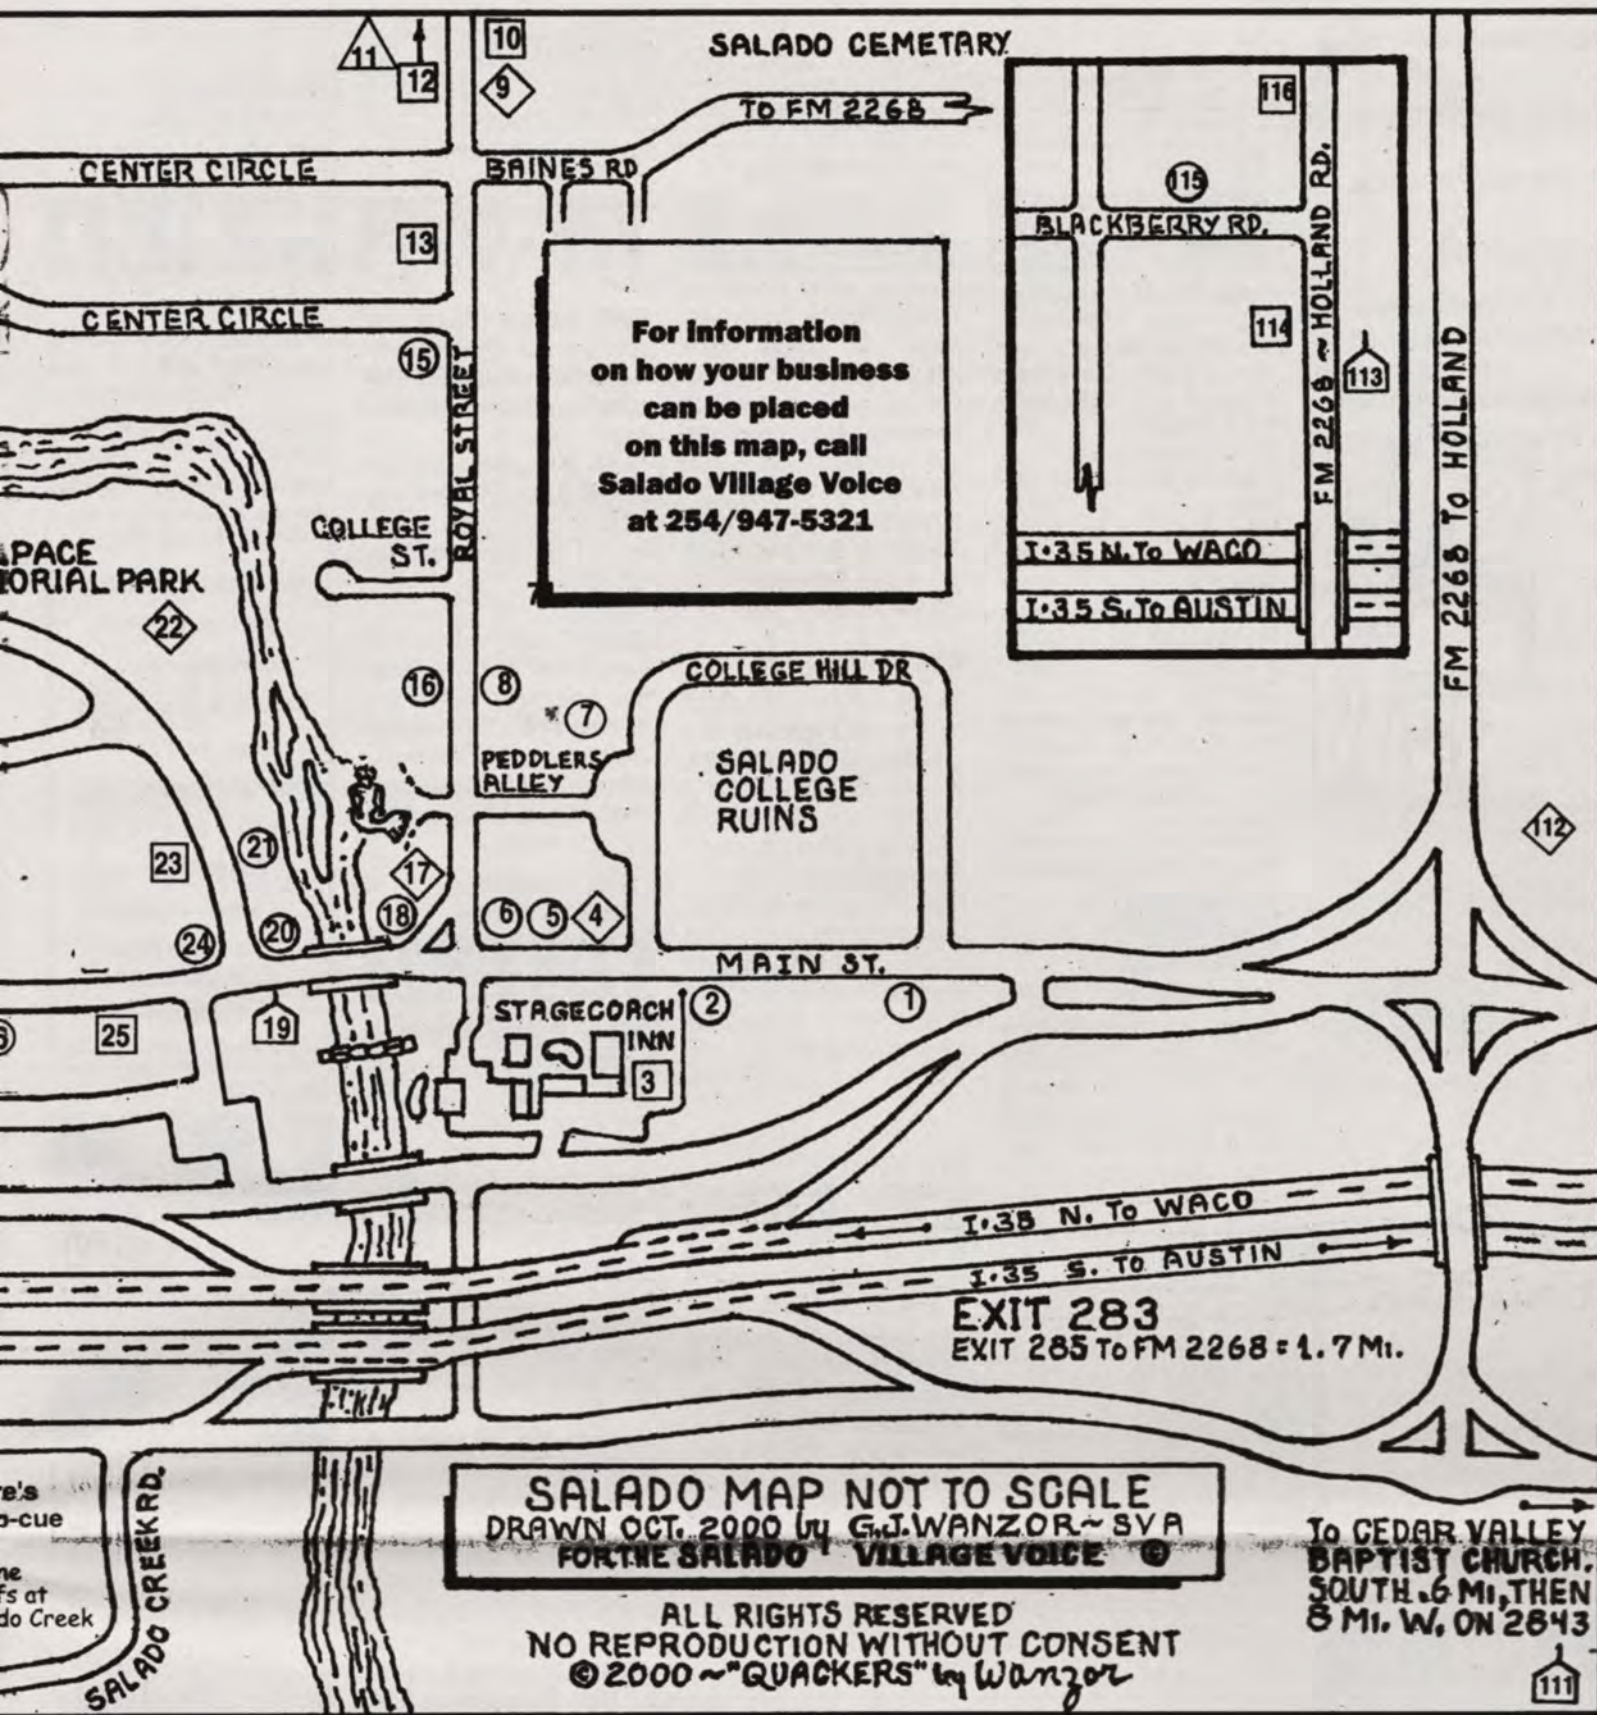 11
12
10
9
SALADO CEMETARY
TO FM 2268
CENTER CIRCLE
BAINES RD
13
CENTER CIRCLE
15
ROYAL STREET
For information
on how your business
can be placed
on this map, call
Salado Village Voice
at 254/947-5321
116
115
BLACKBERRY RD.
114
113
FM 2268 ~ HOLLAND RD.
I•35 N. TO WACO
I•35 S. TO AUSTIN
FM 2268 TO HOLLAND
COLLEGE
ST.
PACE
ORIAL PARK
22
16
8
7
PEDDLERS
ALLEY
COLLEGE HILL DR
SALADO
COLLEGE
RUINS
112
21
23
17
18
20
24
6
5
4
MAIN ST.
STAGECOACH
INN
3
2
1
19
25
I•35 N. TO WACO
I•35 S. TO AUSTIN
EXIT 283
EXIT 285 TO FM 2268 = 1.7 MI.
re's
-cue
ne
fs at
do Creek
SALADO CREEK RD.
SALADO MAP NOT TO SCALE
DRAWN OCT. 2000 by G.J. WANZOR ~ SVA
FOR THE SALADO VILLAGE VOICE ©
ALL RIGHTS RESERVED
NO REPRODUCTION WITHOUT CONSENT
© 2000 ~ "QUACKERS" by Wanzor
TO CEDAR VALLEY
BAPTIST CHURCH.
SOUTH .6 MI, THEN
8 MI. W. ON 2843
111